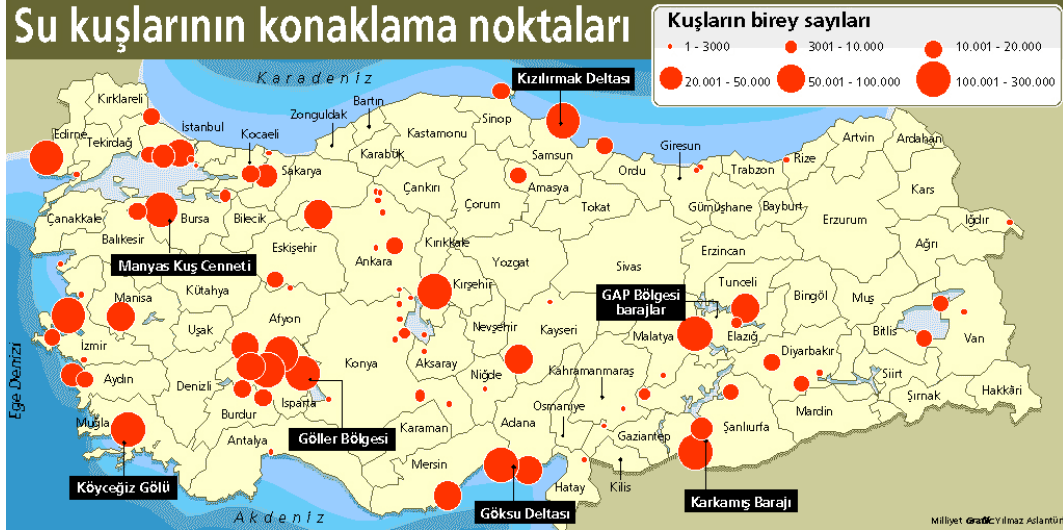 Su kuşlarının konaklama noktaları
Kuşların birey sayıları
1 - 3000
3001 - 10.000
10.001 - 20.000
20.001 - 50.000
50.001 - 100.000
100.001 - 300.000
Karadeniz
Kızılırmak Deltası
Kırklareli
Edirne
Tekirdağ
İstanbul
Kocaeli
Zonguldak
Bartın
Kastamonu
Sinop
Karabük
Samsun
Ordu
Giresun
Trabzon
Rize
Artvin
Ardahan
Kars
Sakarya
Çankırı
Çorum
Amasya
Tokat
Gümüşhane
Bayburt
Erzurum
Iğdır
Ağrı
Çanakkale
Balıkesir
Bursa
Bilecik
Manyas Kuş Cenneti
Eskişehir
Ankara
Kırıkkale
Yozgat
Sivas
Erzincan
Tunceli
GAP Bölgesi
barajlar
Bingöl
Muş
Bitlis
Van
Kütahya
Manisa
Uşak
Afyon
Kırşehir
Nevşehir
Kayseri
Malatya
Elazığ
Diyarbakır
Siirt
Şırnak
Hakkâri
Ege Denizi
İzmir
Aydın
Denizli
Konya
Aksaray
Niğde
Kahramanmaraş
Mardin
Muğla
Burdur
Isparta
Göller Bölgesi
Karaman
Adana
Osmaniye
Gaziantep
Şanlıurfa
Köyceğiz Gölü
Antalya
Mersin
Göksu Deltası
Hatay
Kilis
Karkamış Barajı
Akdeniz
Milliyet Grafik: Yılmaz Aslantürk